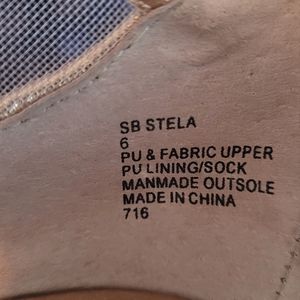 SB STELA
6
PU & FABRIC UPPER
PU LINING/SOCK
MANMADE OUTSOLE
MADE IN CHINA
716